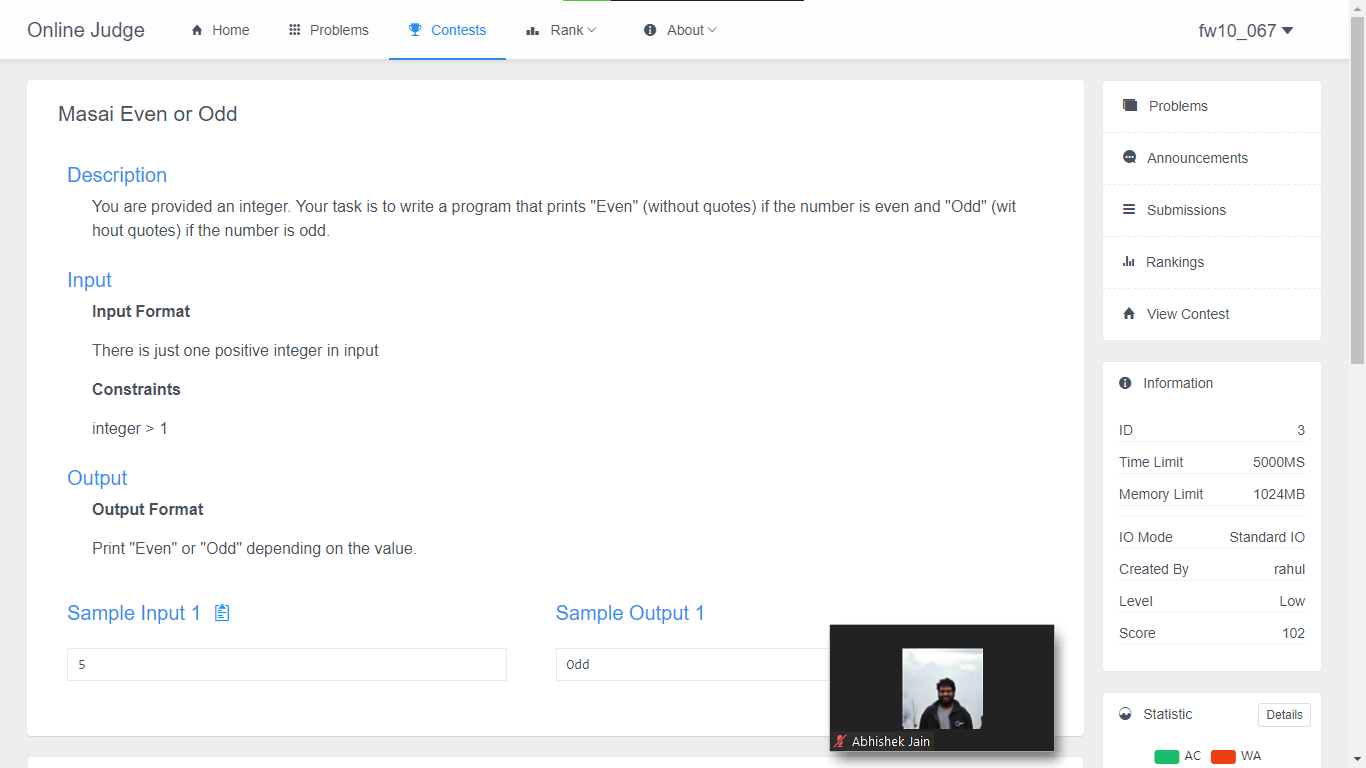 Online Judge
Home
Problems
Contests
Rank
About
fw10_067
Masai Even or Odd
Description
You are provided an integer. Your task is to write a program that prints "Even" (without quotes) if the number is even and "Odd" (wit
hout quotes) if the number is odd.
Input
Input Format
There is just one positive integer in input
Constraints
integer > 1
Output
Output Format
Print "Even" or "Odd" depending on the value.
Sample Input 1
Sample Output 1
5
Odd
Abhishek Jain
Problems
Announcements
Submissions
Rankings
View Contest
Information
ID 3
Time Limit 5000MS
Memory Limit 1024MB
IO Mode Standard IO
Created By rahul
Level Low
Score 102
Statistic
Details
AC
WA